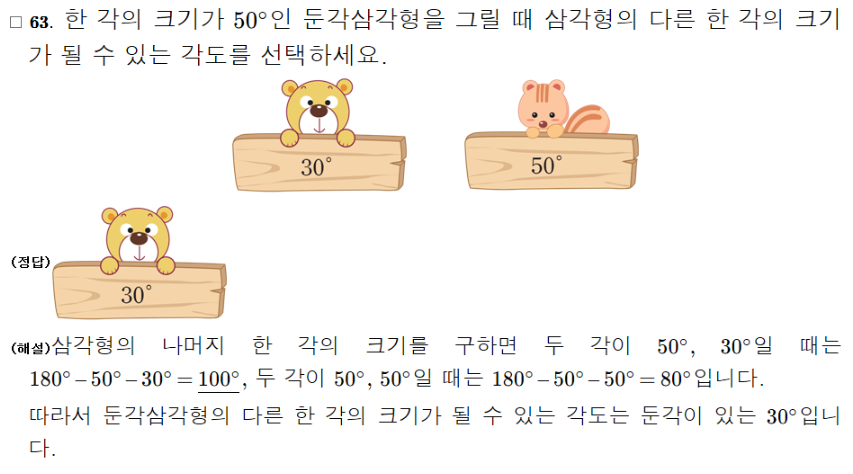 □ 63. 한 각의 크기가 50°인 둔각삼각형을 그릴 때 삼각형의 다른 한 각의 크기
가 될 수 있는 각도를 선택하세요.
30° 50°
(정답) 30°
(해설)삼각형의 나머지 한 각의 크기를 구하면 두 각이 50°, 30°일 때는
180°−50°−30°=100°, 두 각이 50°, 50°일 때는 180°−50°−50°=80°입니다.
따라서 둔각삼각형의 다른 한 각의 크기가 될 수 있는 각도는 둔각이 있는 30°입니
다.